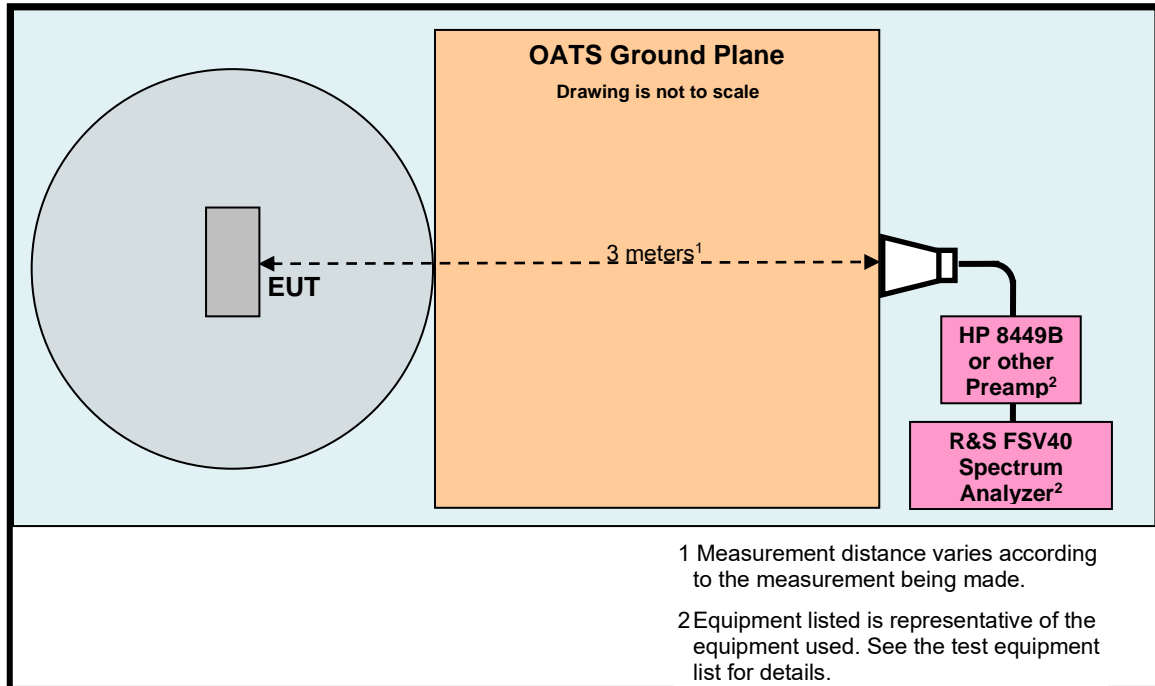 OATS Ground Plane
Drawing is not to scale
3 meters¹
EUT
HP 8449B
or other
Preamp²
R&S FSV40
Spectrum
Analyzer²
1 Measurement distance varies according
to the measurement being made.
2 Equipment listed is representative of the
equipment used. See the test equipment
list for details.